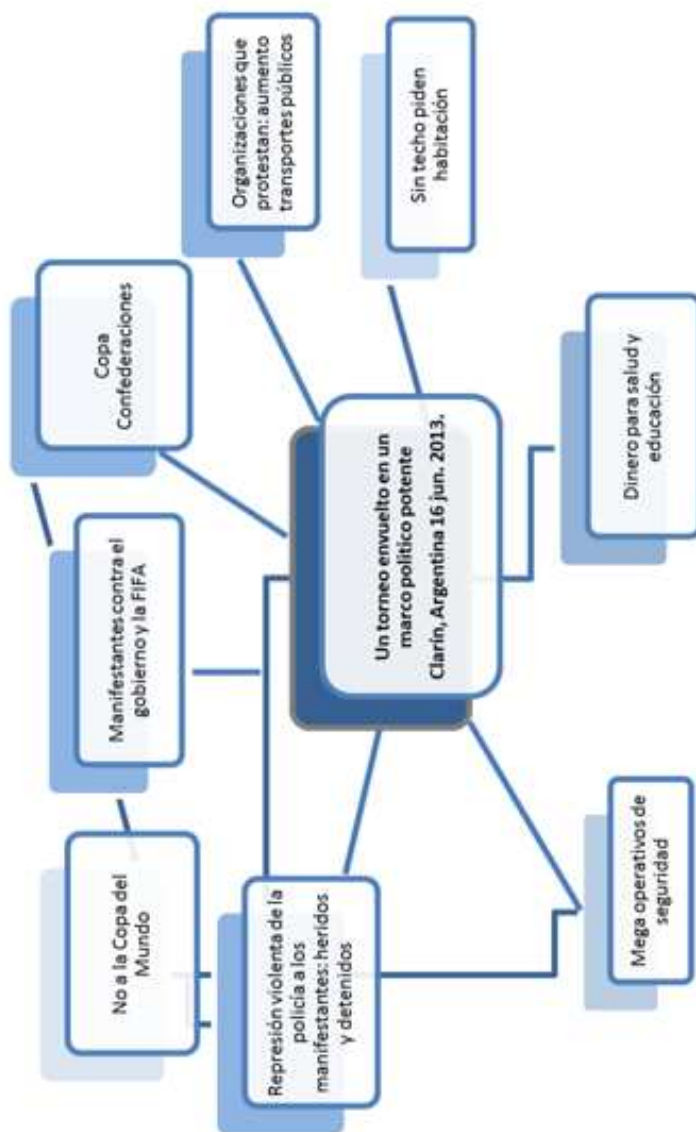 No a la Copa del
Mundo
Manifestantes contra el
gobierno y la FIFA
Copa
Confederaciones
Organizaciones que
protestan: aumento
transportes públicos
Represión violenta de la
policía a los
manifestantes: heridos
y detenidos
Un torneo envuelto en un
marco político potente
Clarín, Argentina 16 jun. 2013.
Sin techo piden
habitación
Mega operativos de
seguridad
Dinero para salud y
educación